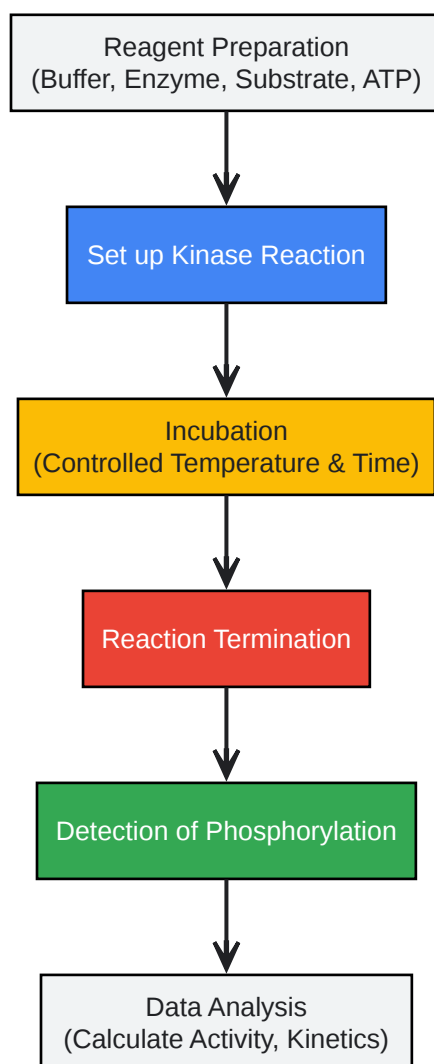 Reagent Preparation
(Buffer, Enzyme, Substrate, ATP)
Set up Kinase Reaction
Incubation
(Controlled Temperature & Time)
Reaction Termination
Detection of Phosphorylation
Data Analysis
(Calculate Activity, Kinetics)